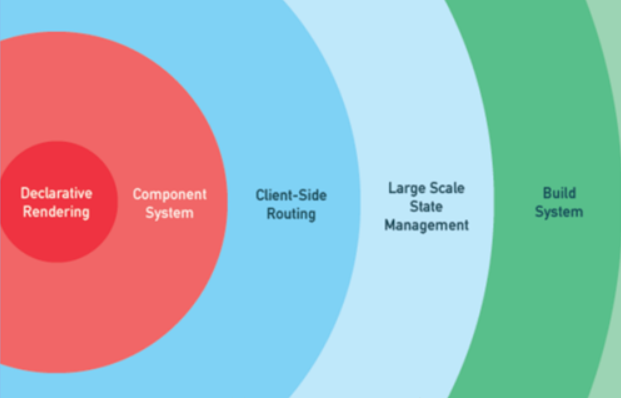 Declarative
Rendering
Component
System
Client-Side
Routing
Large Scale
State
Management
Build
System